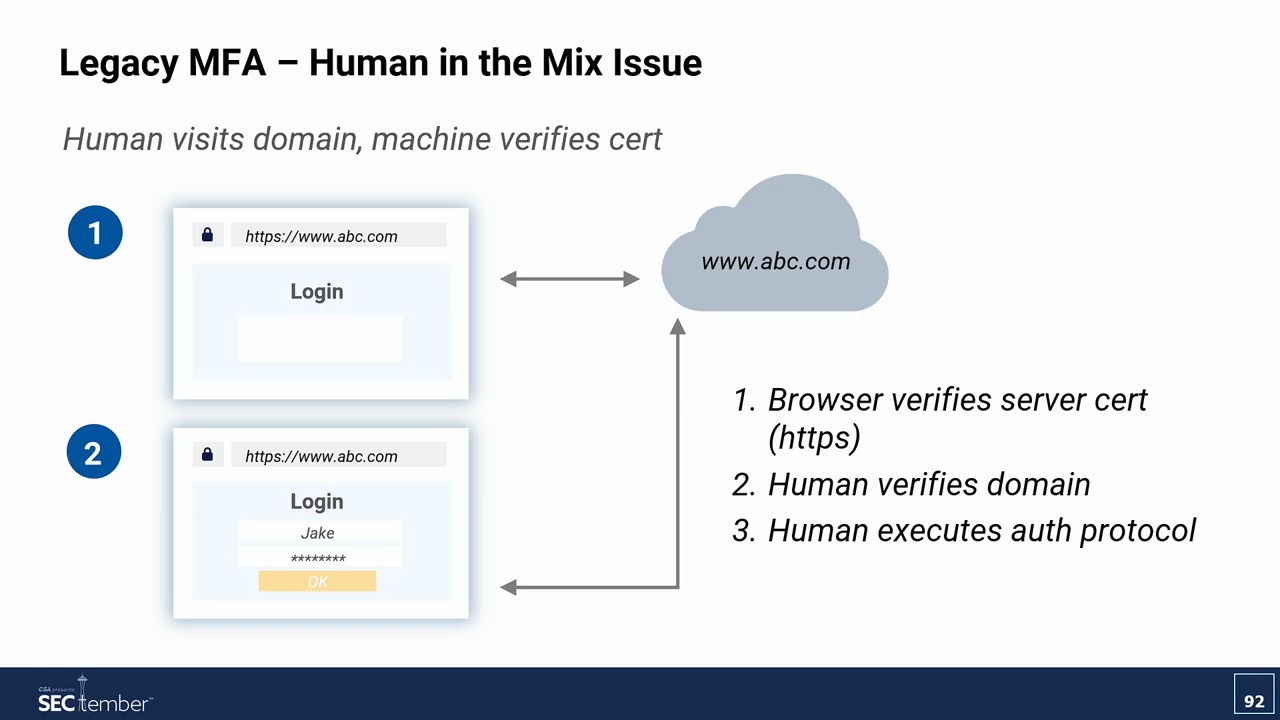 Legacy MFA – Human in the Mix Issue
Human visits domain, machine verifies cert
1
https://www.abc.com
Login
www.abc.com
2
https://www.abc.com
Login
Jake
********
OK
1. Browser verifies server cert
(https)
2. Human verifies domain
3. Human executes auth protocol
CSA presents
SECtember
92